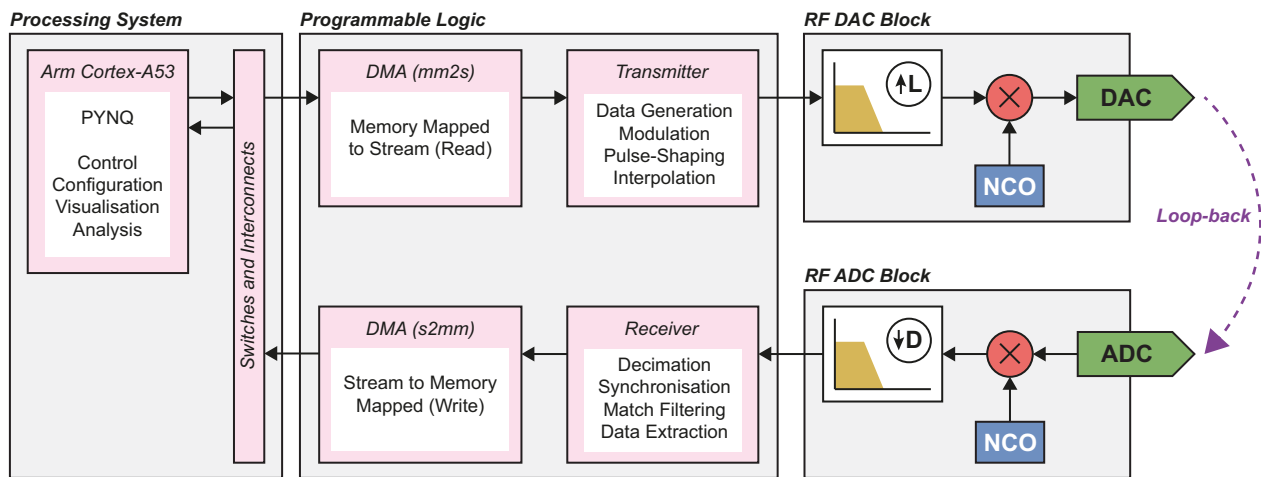 Processing System
Arm Cortex-A53
PYNQ
Control
Configuration
Visualisation
Analysis
Switches and Interconnects
Programmable Logic
DMA (mm2s)
Memory Mapped
to Stream (Read)
Transmitter
Data Generation
Modulation
Pulse-Shaping
Interpolation
RF DAC Block
↑L
DAC
NCO
Loop-back
DMA (s2mm)
Stream to Memory
Mapped (Write)
Receiver
Decimation
Synchronisation
Match Filtering
Data Extraction
RF ADC Block
↓D
ADC
NCO